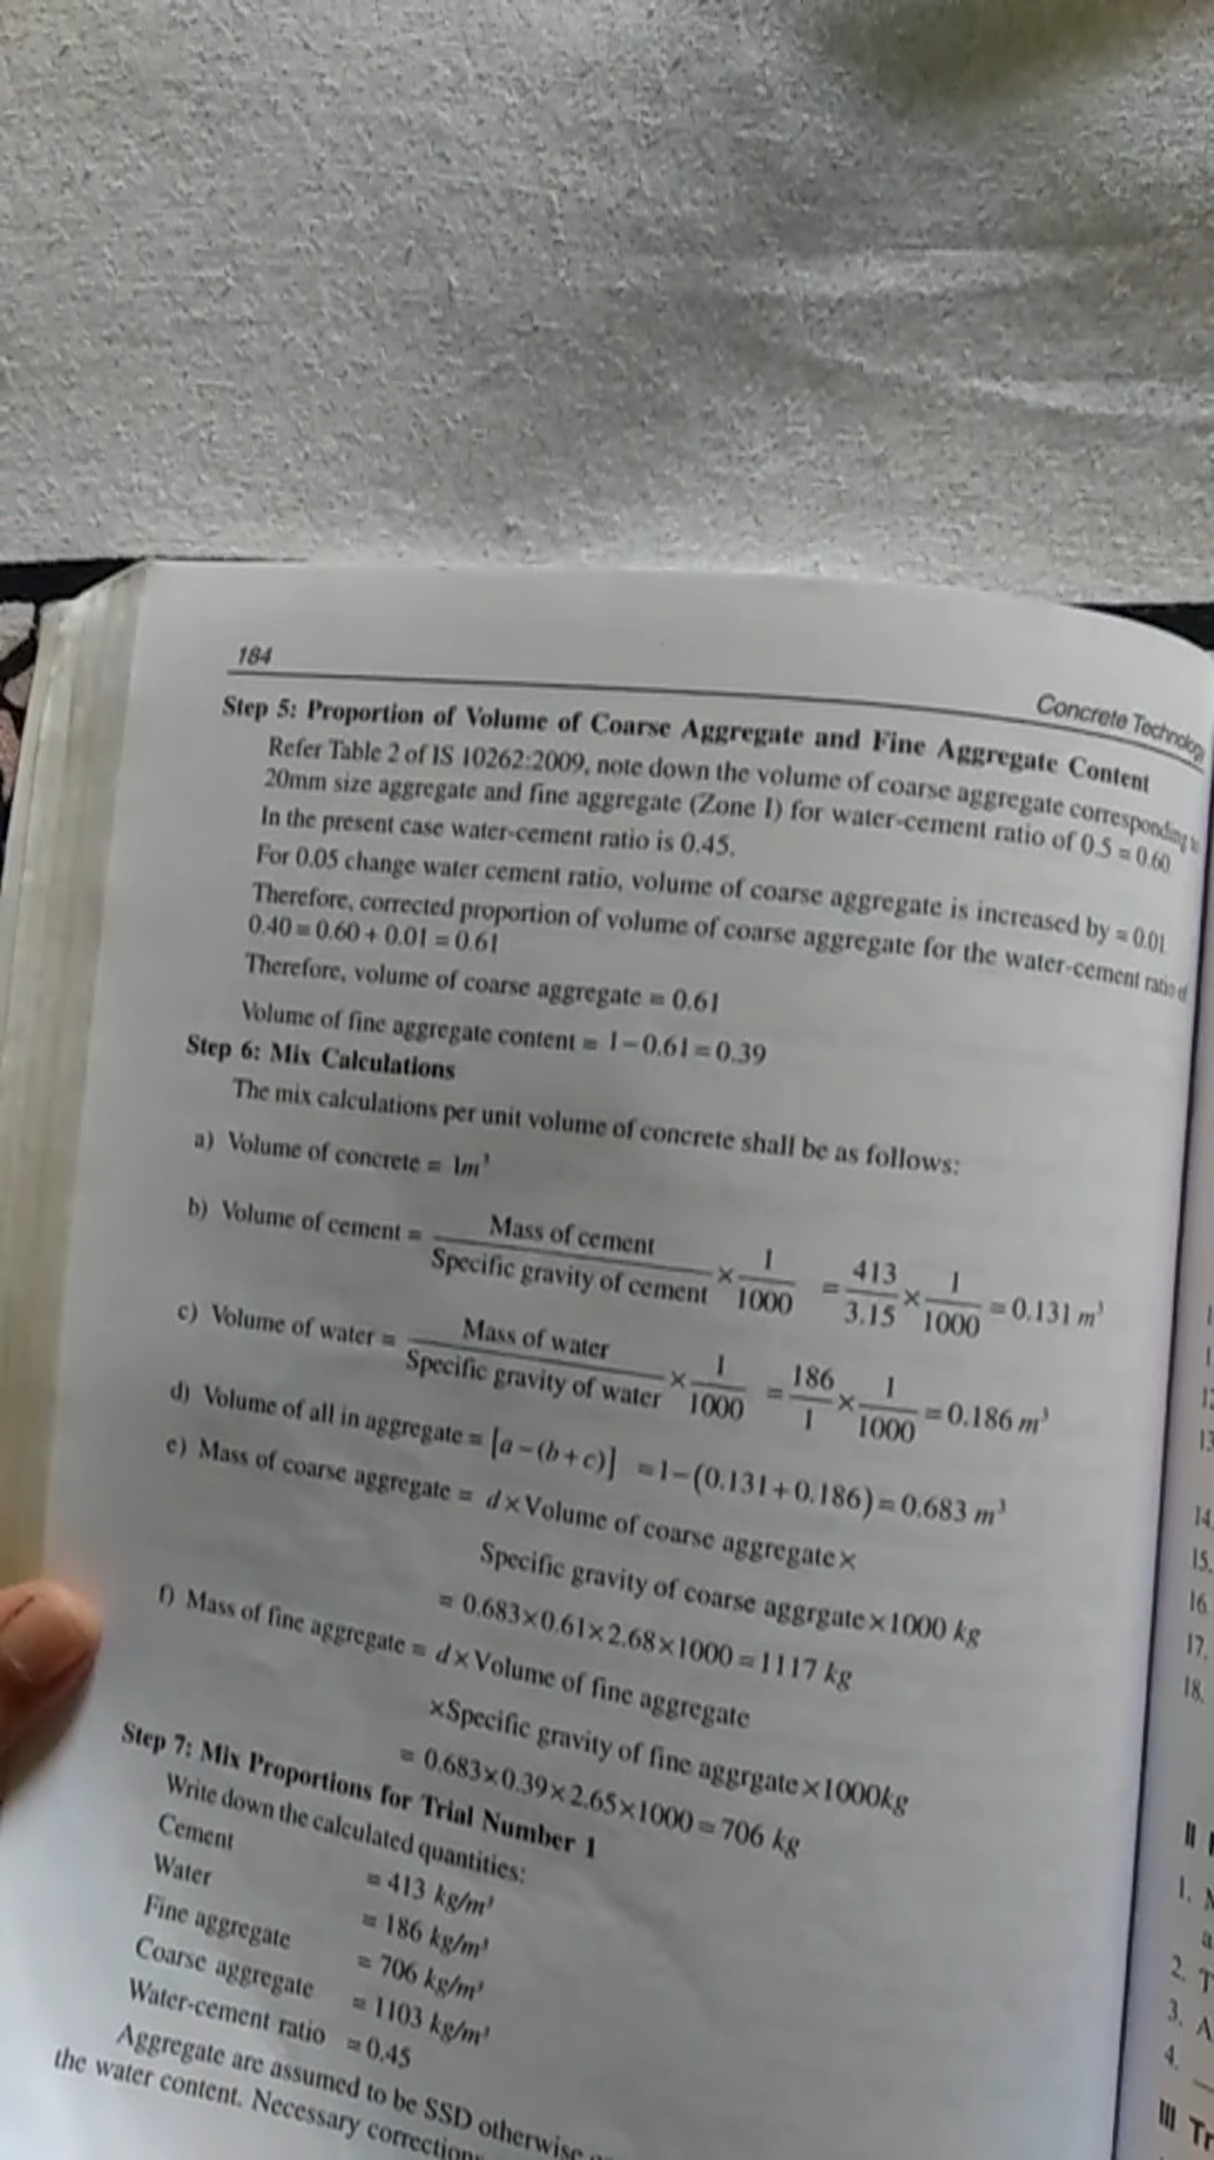 184
Concrete Technology
Step 5: Proportion of Volume of Coarse Aggregate and Fine Aggregate Content
Refer Table 2 of IS 10262:2009, note down the volume of coarse aggregate corresponding to
20mm size aggregate and fine aggregate (Zone I) for water-cement ratio of 0.5 = 0.60
In the present case water-cement ratio is 0.45.
For 0.05 change water cement ratio, volume of coarse aggregate is increased by = 0.01.
Therefore, corrected proportion of volume of coarse aggregate for the water-cement ratio of
0.40 = 0.60 + 0.01 = 0.61
Therefore, volume of coarse aggregate = 0.61
Volume of fine aggregate content = 1 − 0.61 = 0.39
Step 6: Mix Calculations
The mix calculations per unit volume of concrete shall be as follows:
a) Volume of concrete = 1m³
b) Volume of cement = Mass of cement / Specific gravity of cement × 1/1000 = 413/3.15 × 1/1000 = 0.131 m³
c) Volume of water = Mass of water / Specific gravity of water × 1/1000 = 186/1 × 1/1000 = 0.186 m³
d) Volume of all in aggregate = [a − (b + c)] = 1 − (0.131 + 0.186) = 0.683 m³
e) Mass of coarse aggregate = d × Volume of coarse aggregate ×
Specific gravity of coarse aggrgate × 1000 kg
= 0.683 × 0.61 × 2.68 × 1000 = 1117 kg
f) Mass of fine aggregate = d × Volume of fine aggregate
×Specific gravity of fine aggrgate × 1000kg
= 0.683 × 0.39 × 2.65 × 1000 = 706 kg
Step 7: Mix Proportions for Trial Number 1
Write down the calculated quantities:
Cement = 413 kg/m³
Water = 186 kg/m³
Fine aggregate = 706 kg/m³
Coarse aggregate = 1103 kg/m³
Water-cement ratio = 0.45
Aggregate are assumed to be SSD otherwise
the water content. Necessary
13
14.
15.
16
17.
18.
II
1.
2. T
3. A
4.
III Tr